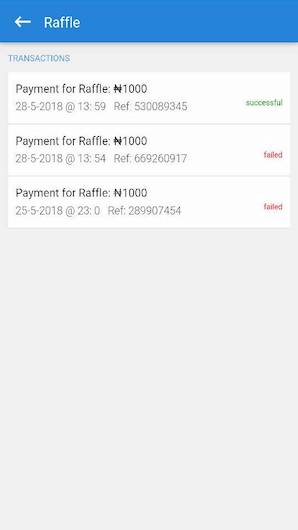 Raffle
TRANSACTIONS
Payment for Raffle: ₦1000
28-5-2018 @ 13: 59 Ref: 530089345
successful
Payment for Raffle: ₦1000
28-5-2018 @ 13: 54 Ref: 669260917
failed
Payment for Raffle: ₦1000
25-5-2018 @ 23: 0 Ref: 289907454
failed